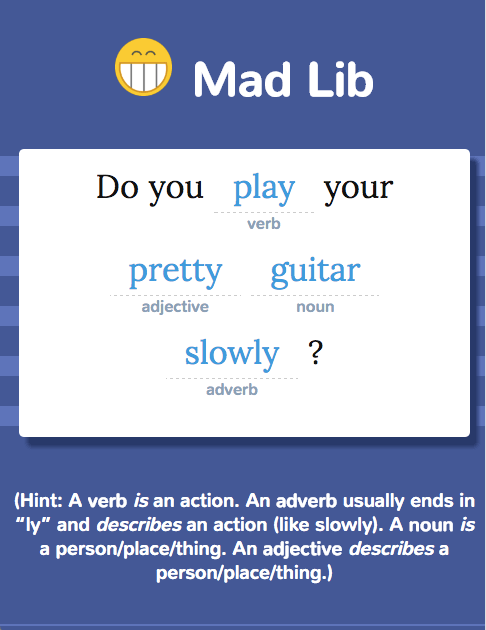 Mad Lib
Do you play your
verb
pretty guitar
adjective noun
slowly ?
adverb
(Hint: A verb is an action. An adverb usually ends in
“ly” and describes an action (like slowly). A noun is
a person/place/thing. An adjective describes a
person/place/thing.)